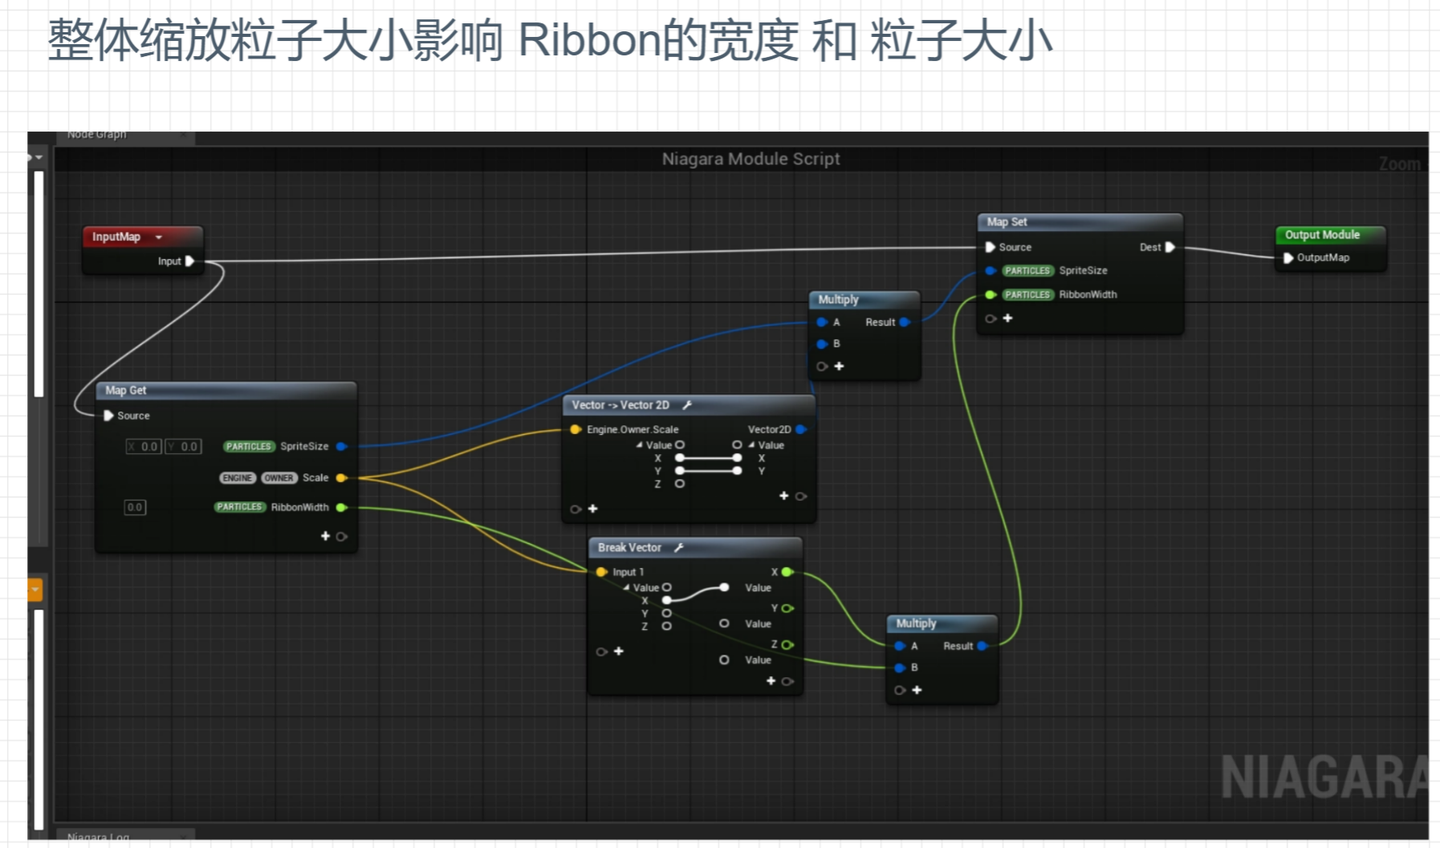 整体缩放粒子大小影响 Ribbon的宽度 和 粒子大小
Node Graph
Niagara Module Script
Zoom
InputMap
Input
Map Set
Source Dest
PARTICLES SpriteSize
PARTICLES RibbonWidth
Output Module
OutputMap
Multiply
A Result
B
Map Get
Source
X 0.0 Y 0.0 PARTICLES SpriteSize
ENGINE OWNER Scale
0.0 PARTICLES RibbonWidth
Vector -> Vector 2D
Engine.Owner.Scale Vector2D
Value Value
X X
Y Y
Z
Break Vector
Input 1 X
Value Value
X
Y Y
Z Value
Z
Value
Multiply
A Result
B
NIAGARA
Niagara Log